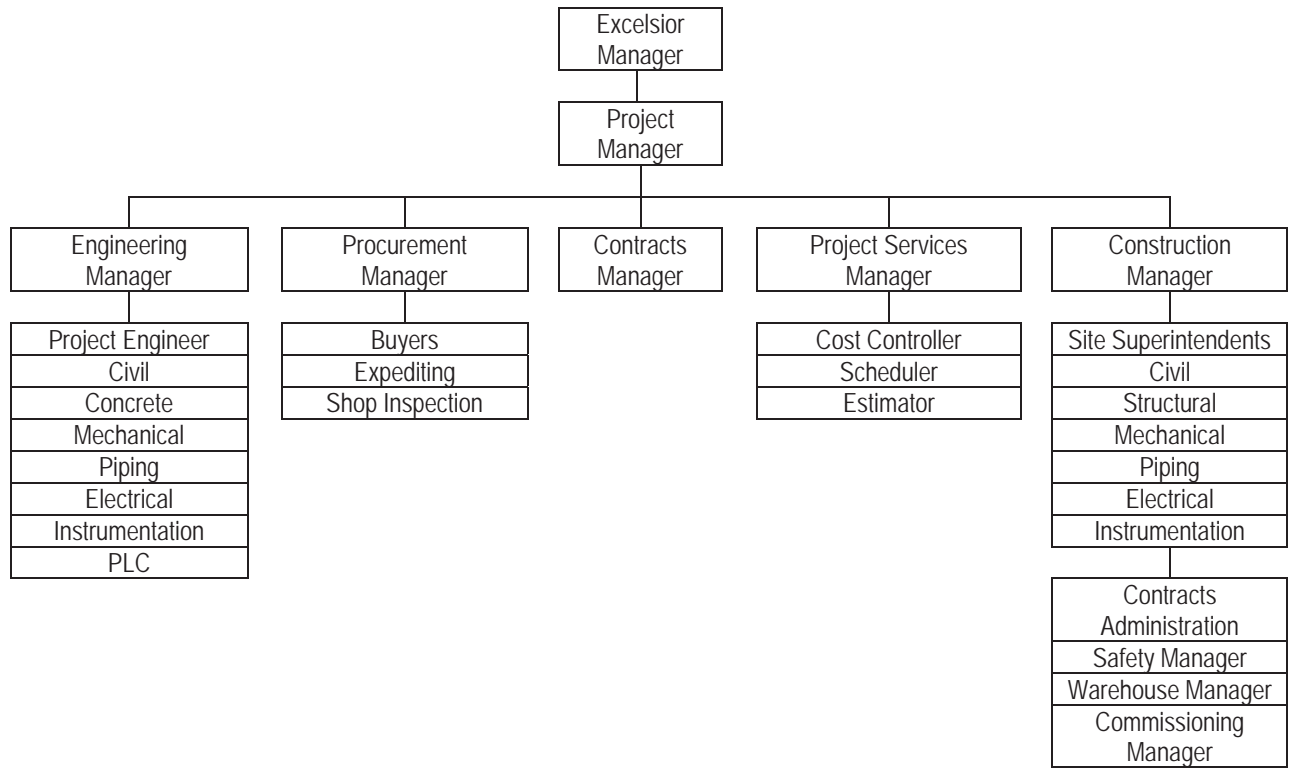 Excelsior
Manager
Project
Manager
Engineering
Manager
Procurement
Manager
Contracts
Manager
Project Services
Manager
Construction
Manager
Project Engineer
Civil
Concrete
Mechanical
Piping
Electrical
Instrumentation
PLC
Buyers
Expediting
Shop Inspection
Cost Controller
Scheduler
Estimator
Site Superintendents
Civil
Structural
Mechanical
Piping
Electrical
Instrumentation
Contracts
Administration
Safety Manager
Warehouse Manager
Commissioning
Manager